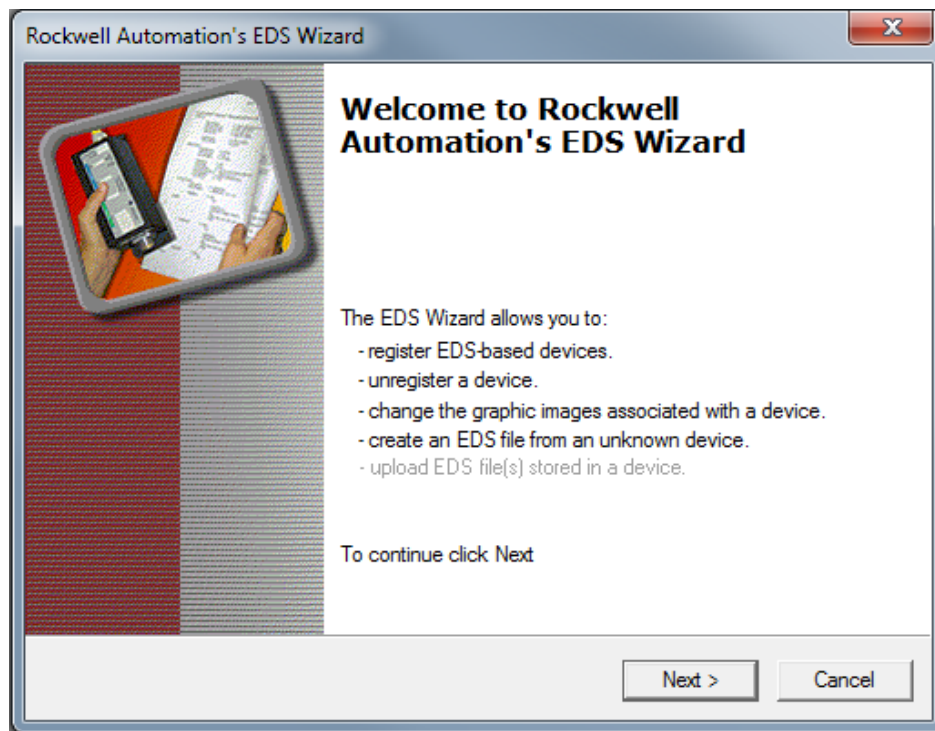 Rockwell Automation's EDS Wizard
Welcome to Rockwell
Automation's EDS Wizard
The EDS Wizard allows you to:
- register EDS-based devices.
- unregister a device.
- change the graphic images associated with a device.
- create an EDS file from an unknown device.
- upload EDS file(s) stored in a device.
To continue click Next
Next >
Cancel